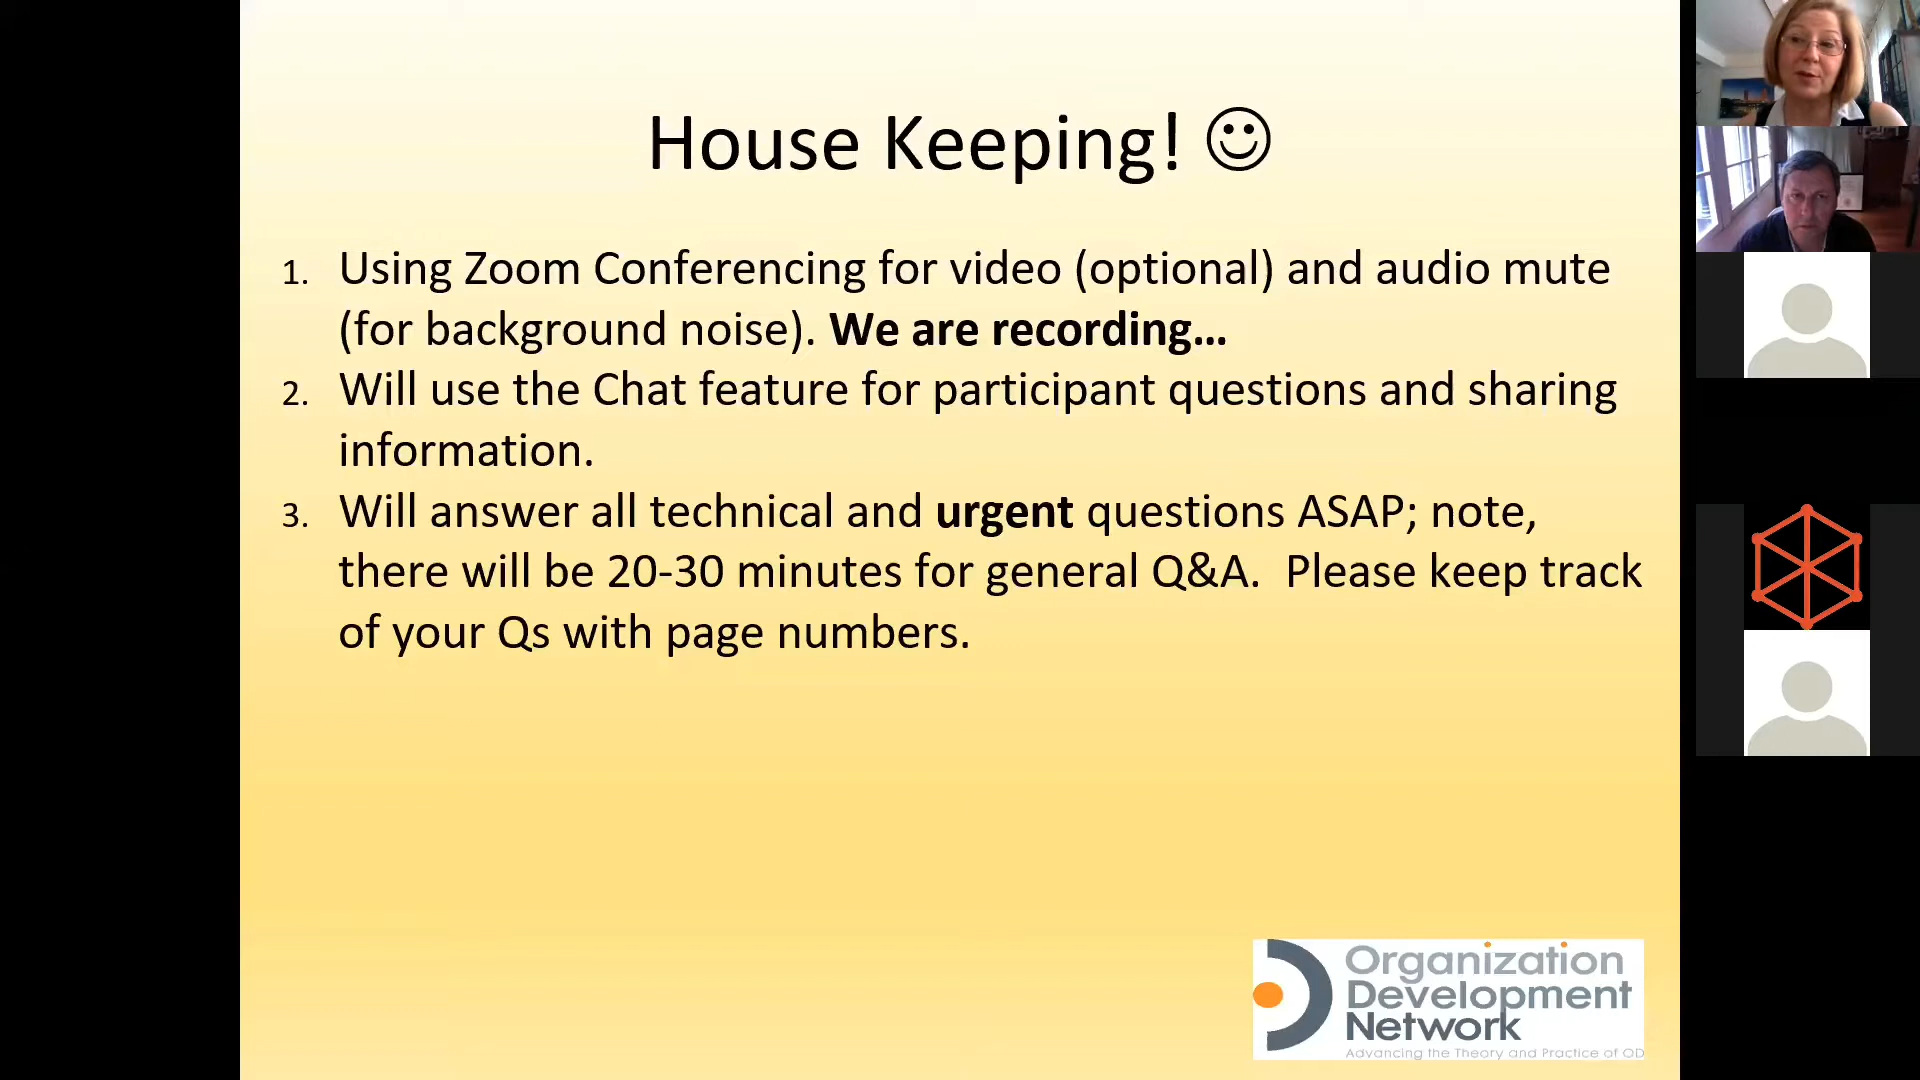 House Keeping! ☺
1. Using Zoom Conferencing for video (optional) and audio mute
(for background noise). We are recording...
2. Will use the Chat feature for participant questions and sharing
information.
3. Will answer all technical and urgent questions ASAP; note,
there will be 20-30 minutes for general Q&A. Please keep track
of your Qs with page numbers.
Organization
Development
Network
Advancing the Theory and Practice of OD